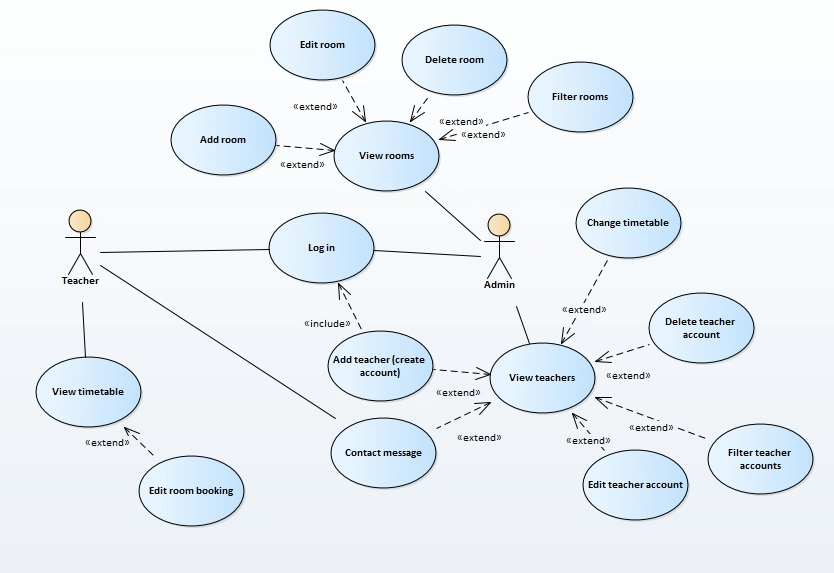 Edit room
Delete room
Filter rooms
«extend»
«extend»
«extend»
Add room
View rooms
«extend»
Teacher
Log in
Admin
Change timetable
«extend»
«include»
Delete teacher
account
Add teacher (create
account)
View teachers
«extend»
View timetable
«extend»
«extend»
«extend»
«extend»
«extend»
Contact message
Filter teacher
accounts
Edit room booking
Edit teacher account